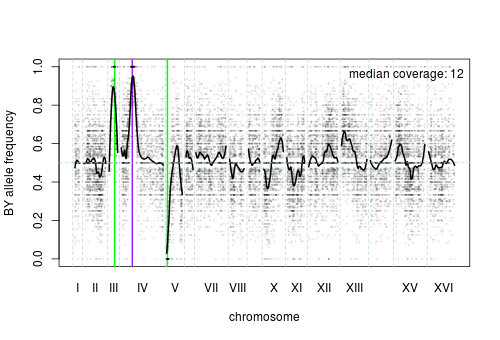 median coverage: 12
BY allele frequency
1.0
0.8
0.6
0.4
0.2
0.0
I II III IV V VII VIII X XI XII XIII XV XVI
chromosome